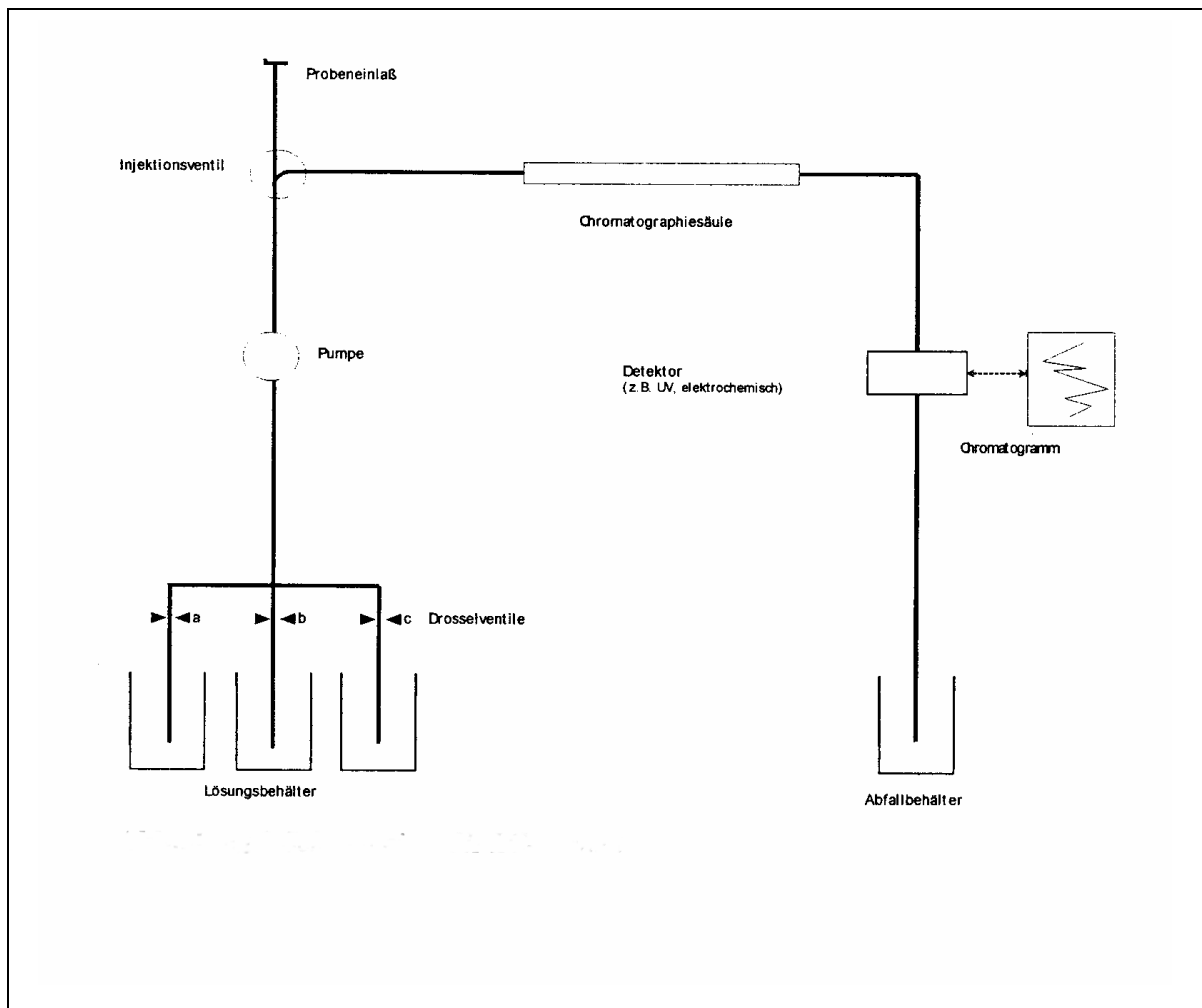 Probeneinlaß
Injektionsventil
Chromatographiesäule
Pumpe
Detektor
(z.B. UV, elektrochemisch)
Chromatogramm
a
b
c
Drosselventile
Lösungsbehälter
Abfallbehälter